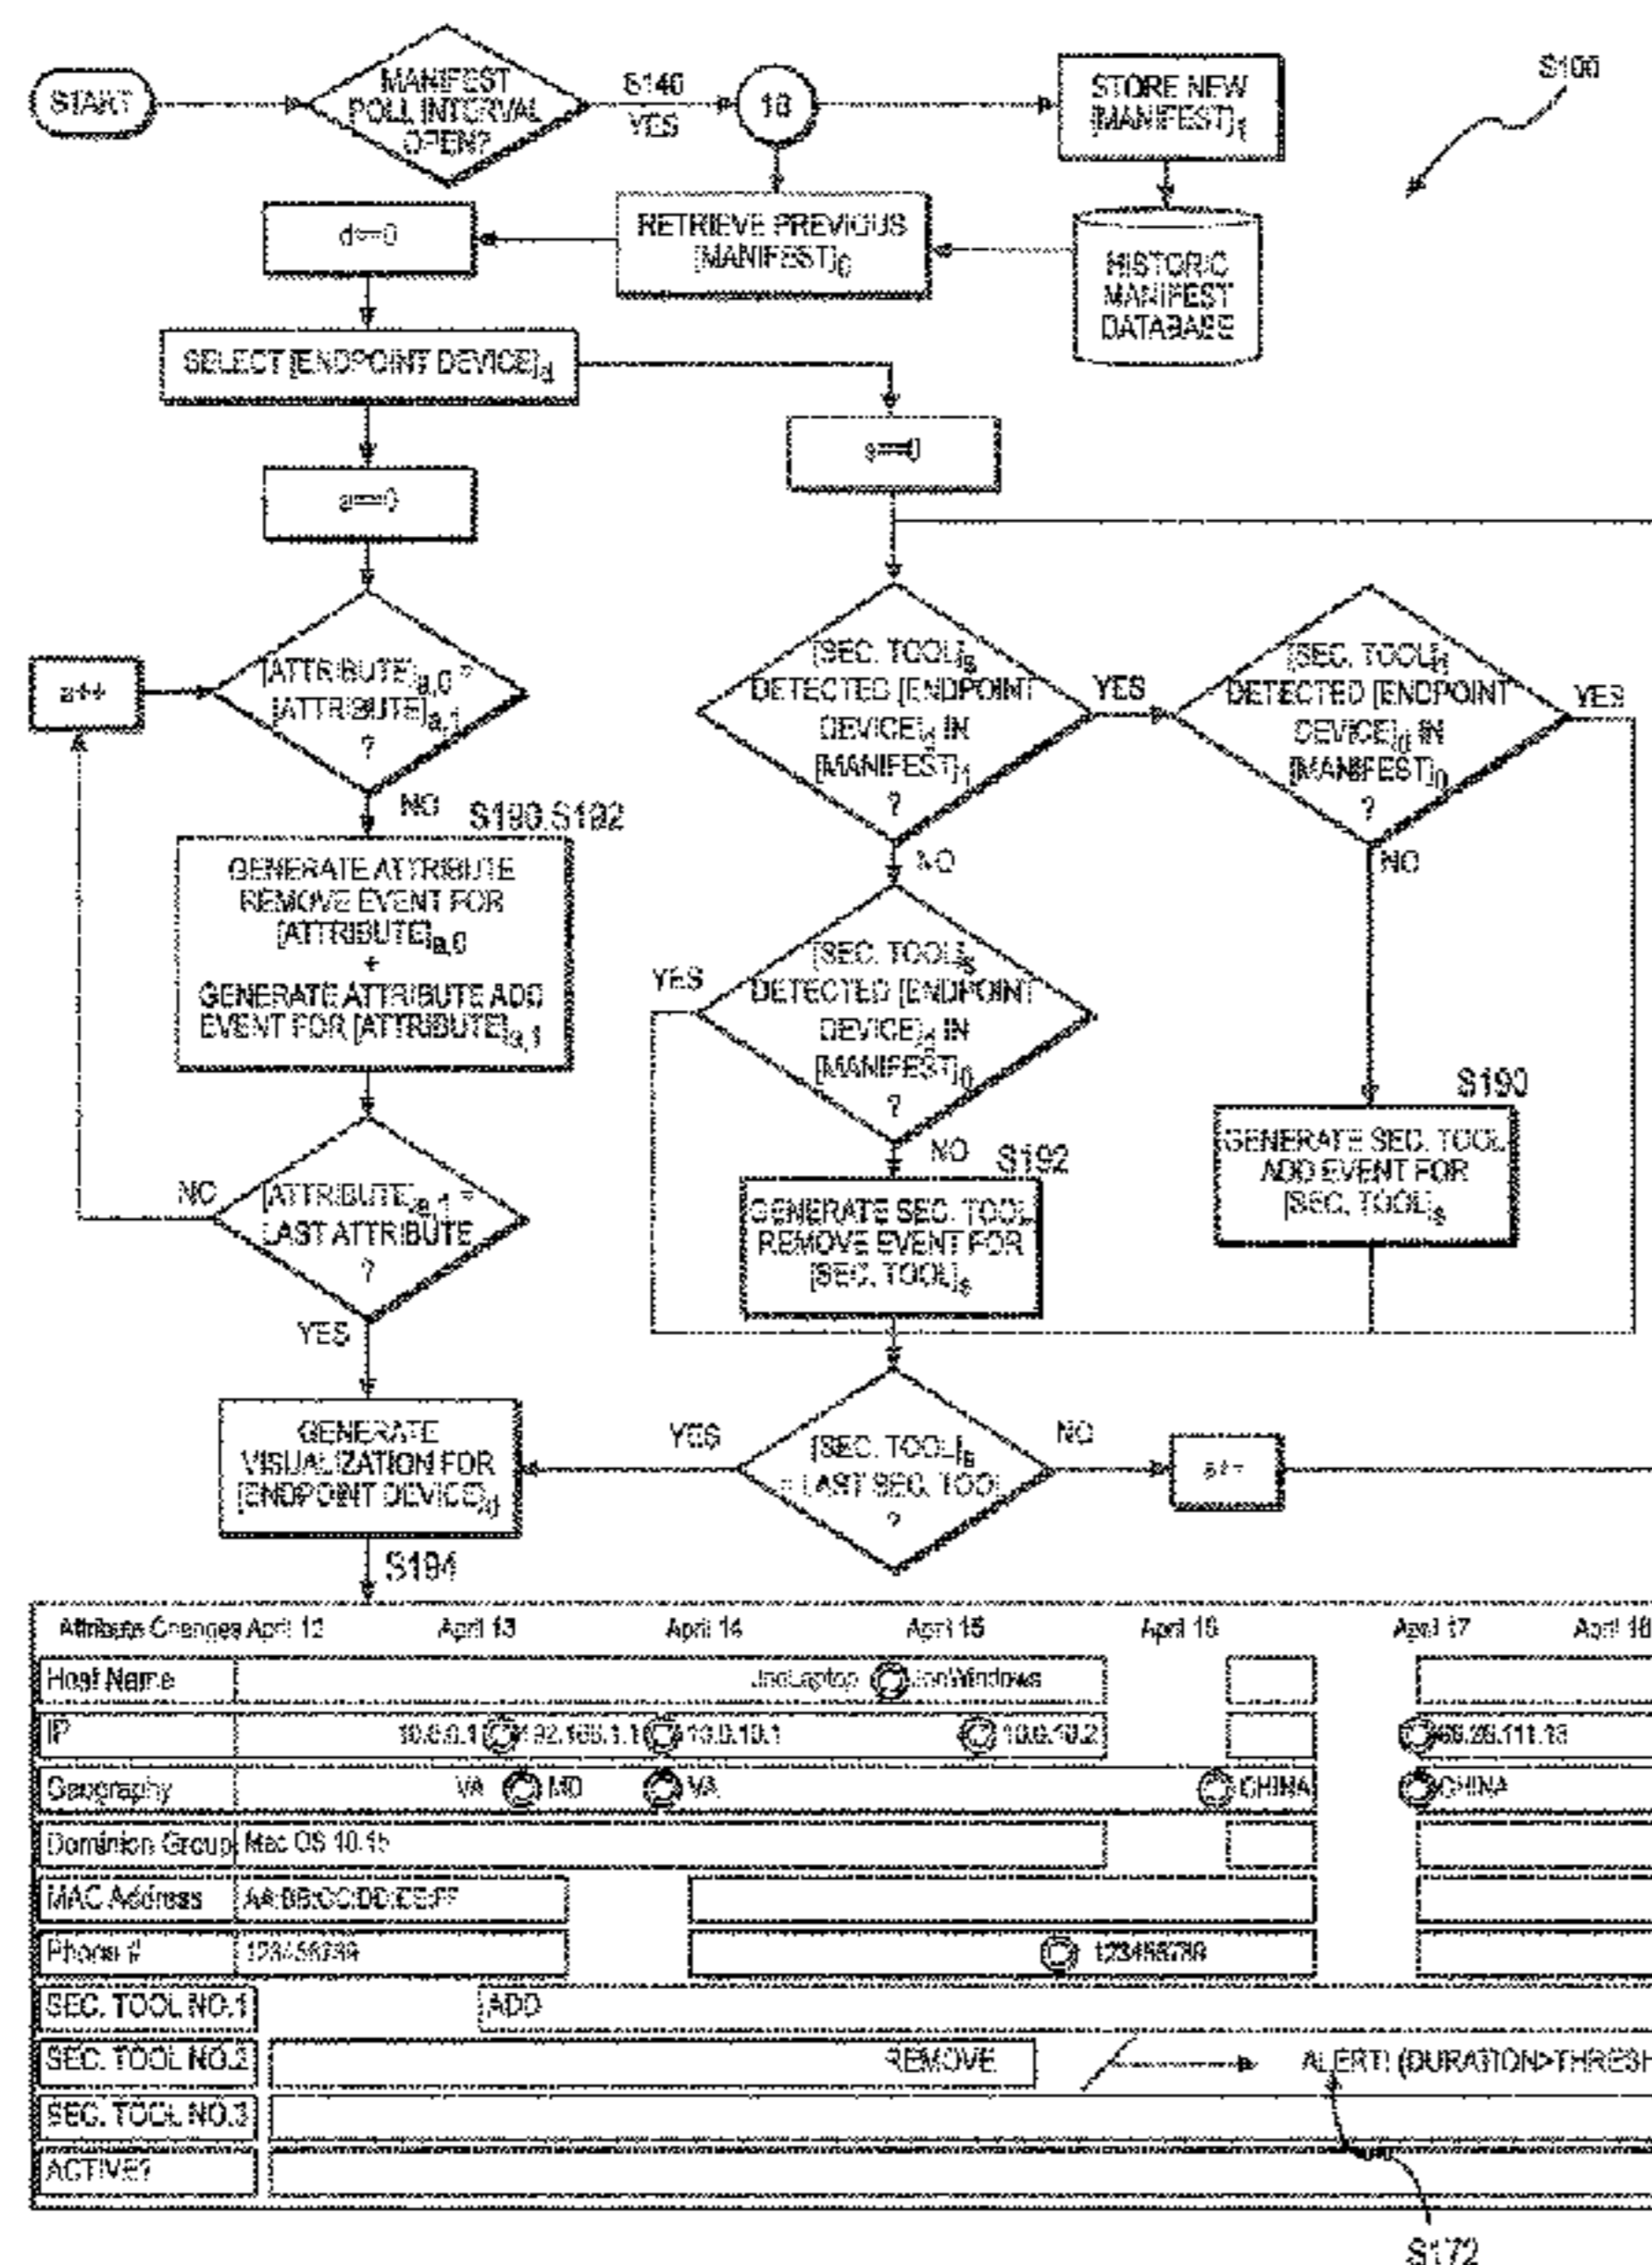 START
MANIFEST
POLL INTERVAL
OPEN?
S140
YES
STORE NEW
[MANIFEST]1
S100
d==0
RETRIEVE PREVIOUS
[MANIFEST]0
HISTORIC
MANIFEST
DATABASE
SELECT [ENDPOINT DEVICE]d
s==0
a==0
a++
[ATTRIBUTE]a,0 =
[ATTRIBUTE]a,1
?
NO
[SEC. TOOL]s
DETECTED [ENDPOINT
DEVICE]d IN
[MANIFEST]1
?
YES
NO
DETECTED [ENDPOINT
DEVICE]d IN
[MANIFEST]0
?
YES
NO
S190, S192
GENERATE ATTRIBUTE
REMOVE EVENT FOR
[ATTRIBUTE]a,0
+
GENERATE ATTRIBUTE ADD
EVENT FOR [ATTRIBUTE]a,1
YES
[SEC. TOOL]s
DETECTED [ENDPOINT
DEVICE]d IN
[MANIFEST]0
?
NO
S190
GENERATE SEC. TOOL
ADD EVENT FOR
[SEC. TOOL]s
NO
[ATTRIBUTE]a,1 =
LAST ATTRIBUTE
?
YES
S192
GENERATE SEC. TOOL
REMOVE EVENT FOR
[SEC. TOOL]s
GENERATE
VISUALIZATION FOR
[ENDPOINT DEVICE]d
YES
[SEC. TOOL]s
= LAST SEC. TOOL
?
NO
S194
Attribute Changes April 12 April 13 April 14 April 15 April 16 April 17 April 18
Host Name JoeLaptop JoeWindows
IP 10.0.0.1 192.168.1.1 10.0.10.1 10.0.10.2
Geography VA MD VA CHINA CHINA
Dominion Group Mac OS 10.15
MAC Address AA:BB:CC:DD:EE:FF
Phone # 123456789 123456789
SEC. TOOL NO.1 ADD
SEC. TOOL NO.2 REMOVE ALERT! (DURATION>THRESH
SEC. TOOL NO.3
ACTIVE?
S172